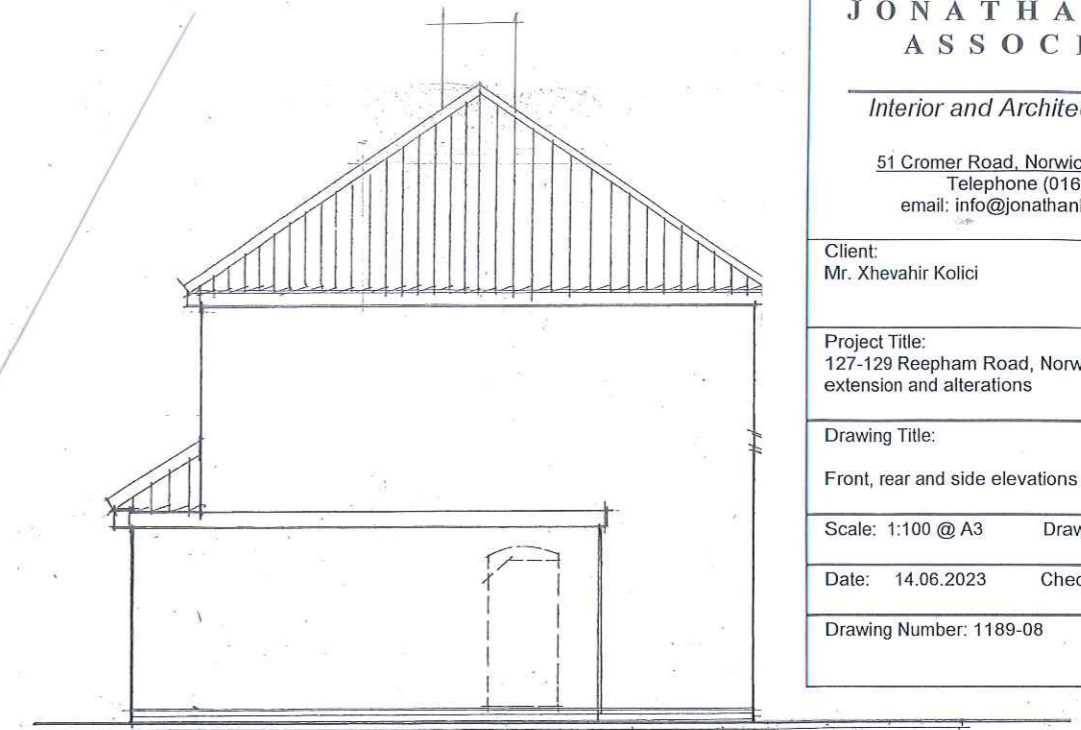 J O N A T H A
A S S O C I
Interior and Archite
51 Cromer Road, Norwic
Telephone (016
email: info@jonathan
Client:
Mr. Xhevahir Kolici
Project Title:
127-129 Reepham Road, Norw
extension and alterations
Drawing Title:
Front, rear and side elevations
Scale: 1:100 @ A3 Draw
Date: 14.06.2023 Chec
Drawing Number: 1189-08